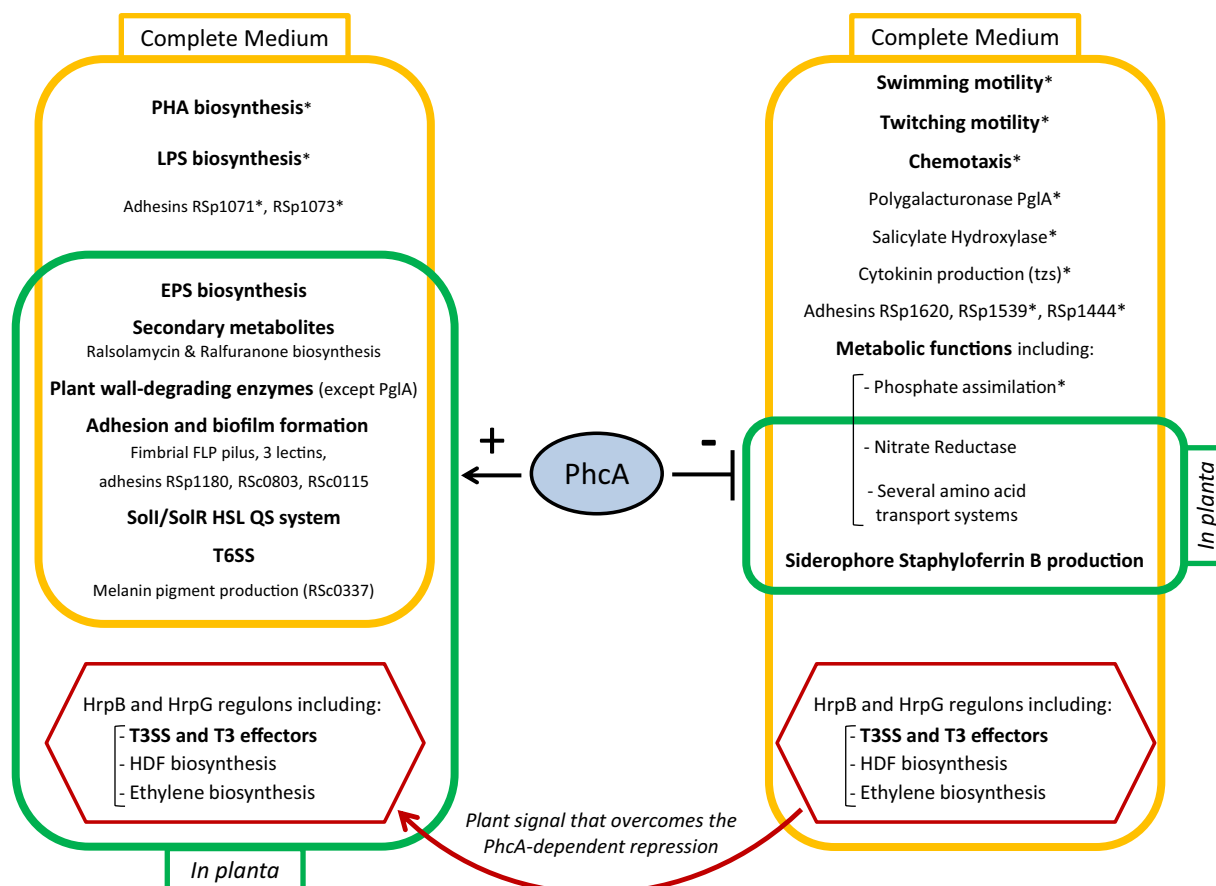 Complete Medium
PHA biosynthesis*
LPS biosynthesis*
Adhesins RSp1071*, RSp1073*
EPS biosynthesis
Secondary metabolites
Ralsolamycin & Ralfuranone biosynthesis
Plant wall-degrading enzymes (except PglA)
Adhesion and biofilm formation
Fimbrial FLP pilus, 3 lectins,
adhesins RSp1180, RSc0803, RSc0115
SolI/SolR HSL QS system
T6SS
Melanin pigment production (RSc0337)
HrpB and HrpG regulons including:
- T3SS and T3 effectors
- HDF biosynthesis
- Ethylene biosynthesis
In planta
+
PhcA
-
Plant signal that overcomes the
PhcA-dependent repression
Complete Medium
Swimming motility*
Twitching motility*
Chemotaxis*
Polygalacturonase PglA*
Salicylate Hydroxylase*
Cytokinin production (tzs)*
Adhesins RSp1620, RSp1539*, RSp1444*
Metabolic functions including:
- Phosphate assimilation*
- Nitrate Reductase
- Several amino acid
transport systems
Siderophore Staphyloferrin B production
In planta
HrpB and HrpG regulons including:
- T3SS and T3 effectors
- HDF biosynthesis
- Ethylene biosynthesis